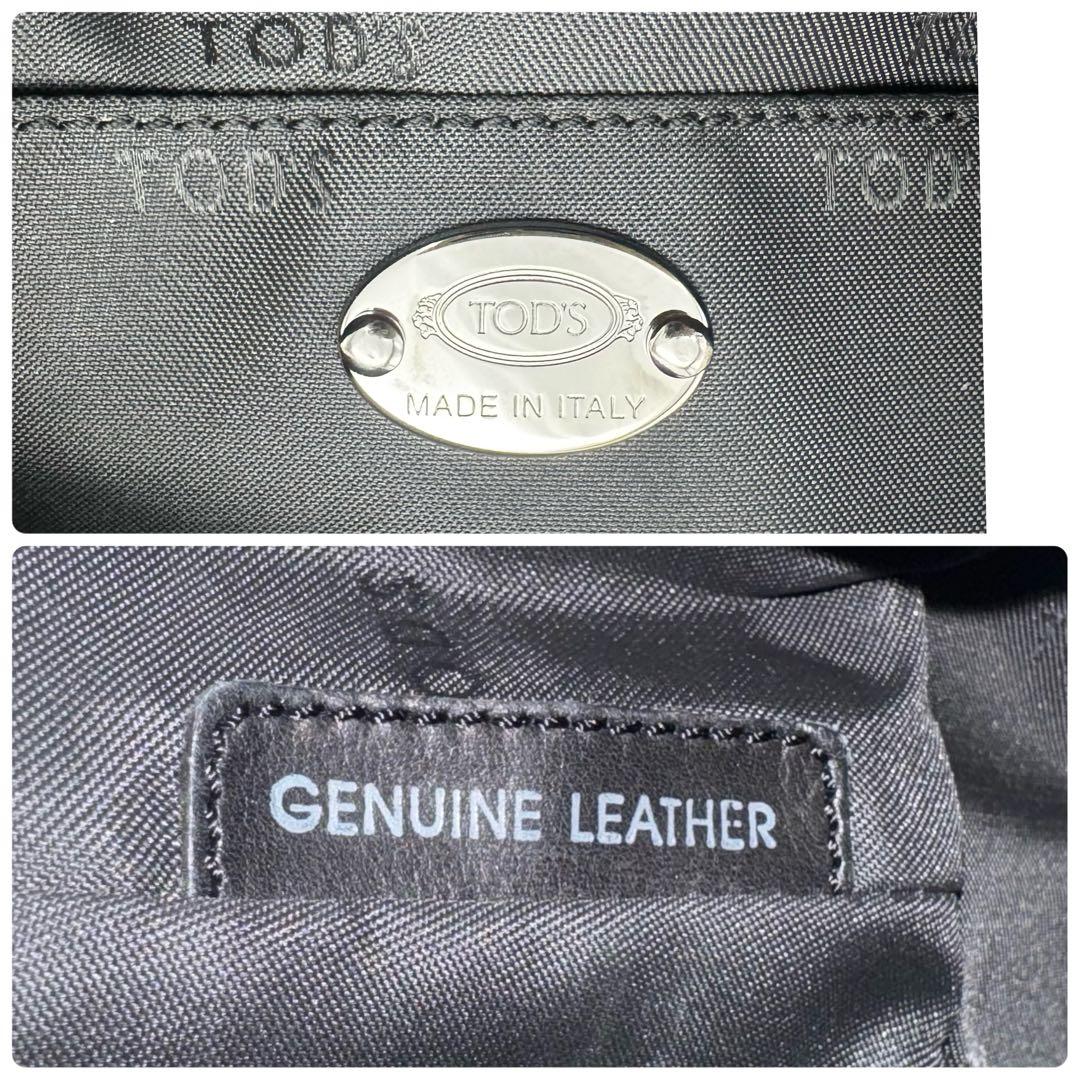 TOD'S
TOD'S
TOD
TOD'S
MADE IN ITALY
GENUINE LEATHER